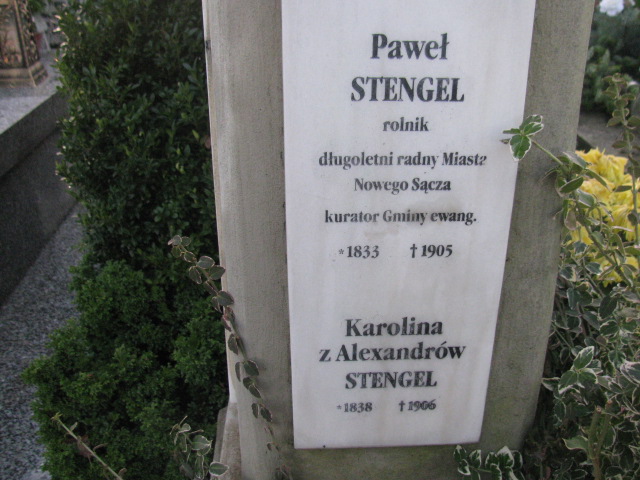 Paweł
STENGEL
rolnik
długoletni radny Miasta
Nowego Sącza
kurator Gminy ewang.
*1833 †1905
Karolina
z Alexandrów
STENGEL
*1838 †1906